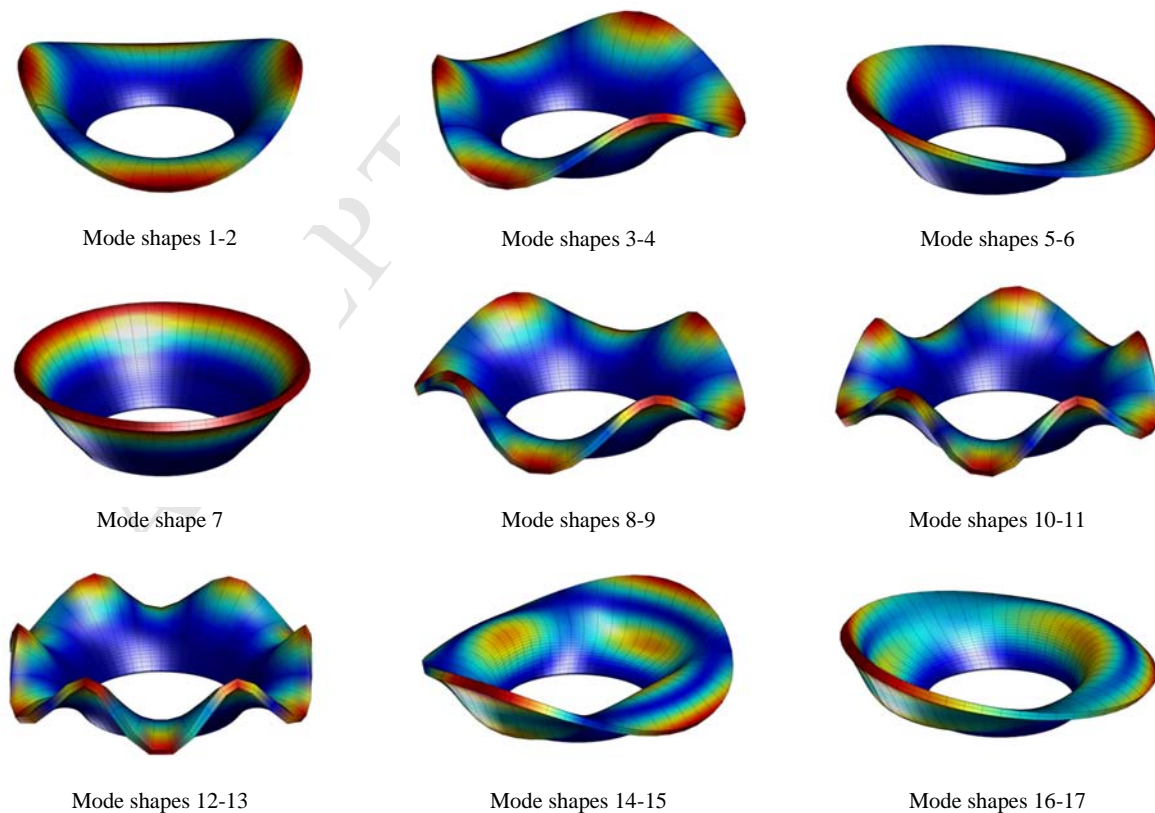 Mode shapes 1-2
Mode shapes 3-4
Mode shapes 5-6
Mode shape 7
Mode shapes 8-9
Mode shapes 10-11
Mode shapes 12-13
Mode shapes 14-15
Mode shapes 16-17